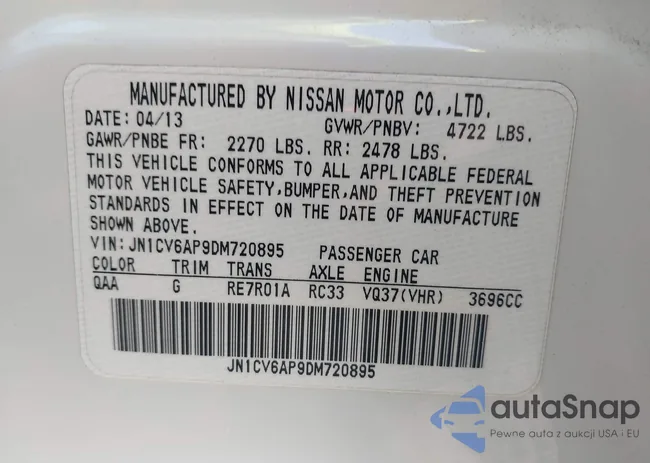 MANUFACTURED BY NISSAN MOTOR CO.,LTD.
DATE: 04/13 GVWR/PNBV: 4722 LBS.
GAWR/PNBE FR: 2270 LBS. RR: 2478 LBS.
THIS VEHICLE CONFORMS TO ALL APPLICABLE FEDERAL
MOTOR VEHICLE SAFETY,BUMPER,AND THEFT PREVENTION
STANDARDS IN EFFECT ON THE DATE OF MANUFACTURE
SHOWN ABOVE.
VIN:JN1CV6AP9DM720895 PASSENGER CAR
COLOR TRIM TRANS AXLE ENGINE
QAA G RE7R01A RC33 VQ37(VHR) 3696CC
JN1CV6AP9DM720895
autaSnap
Pewne auta z aukcji USA i EU